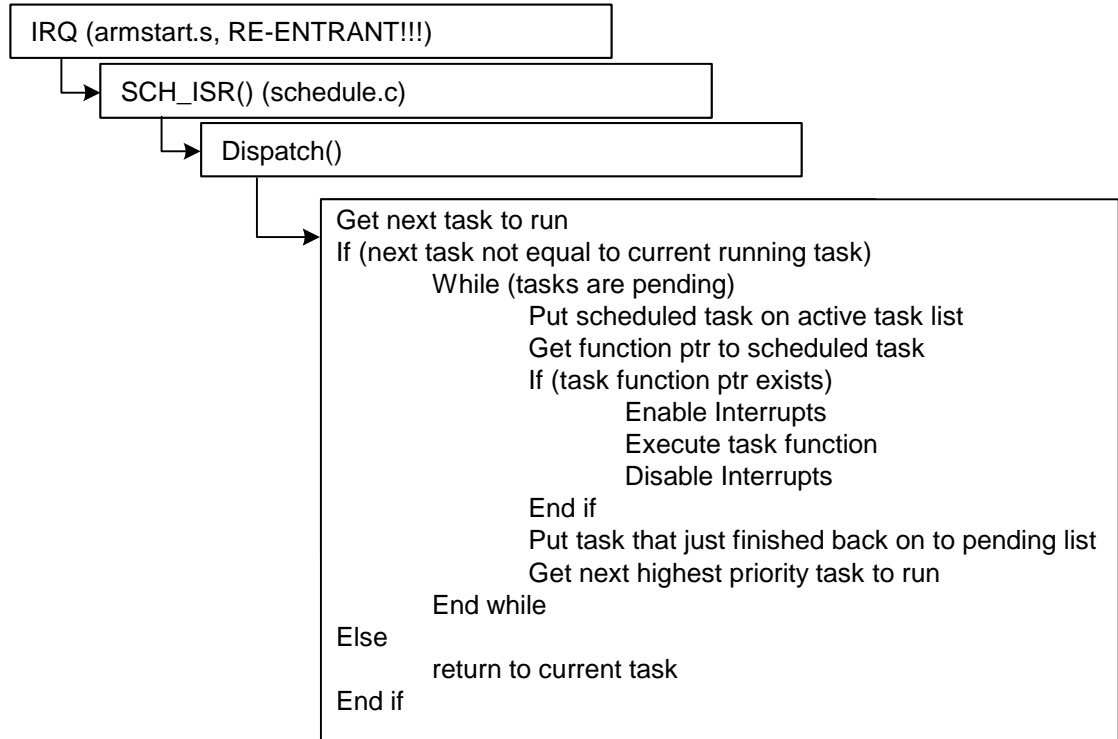 IRQ (armstart.s, RE-ENTRANT!!!)
SCH_ISR() (schedule.c)
Dispatch()
Get next task to run
If (next task not equal to current running task)
While (tasks are pending)
Put scheduled task on active task list
Get function ptr to scheduled task
If (task function ptr exists)
Enable Interrupts
Execute task function
Disable Interrupts
End if
Put task that just finished back on to pending list
Get next highest priority task to run
End while
Else
return to current task
End if